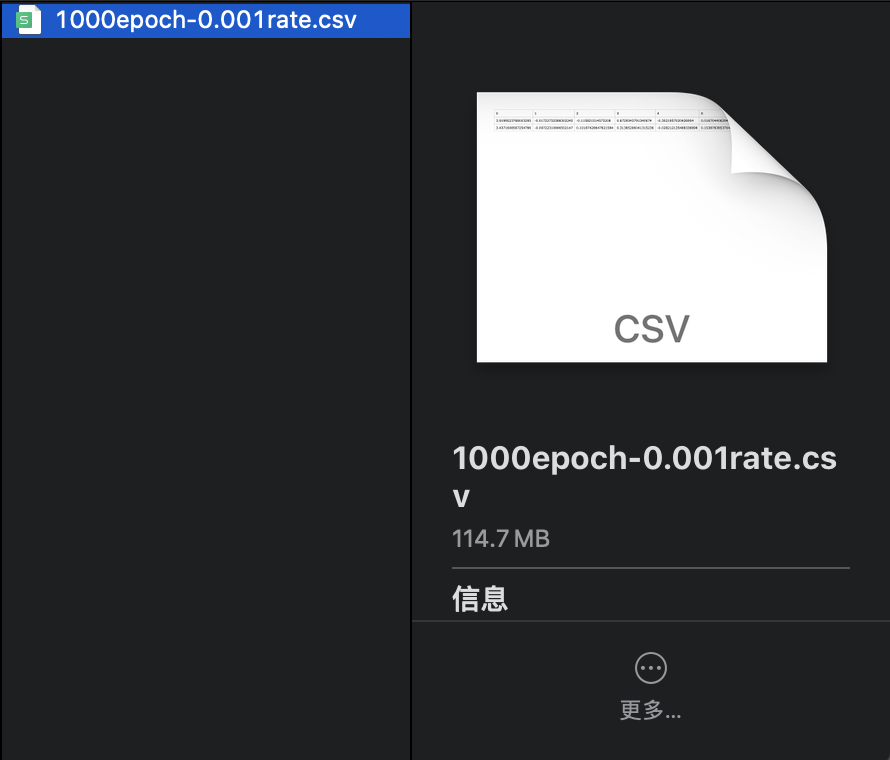 1000epoch-0.001rate.csv
CSV
1000epoch-0.001rate.cs
v
114.7 MB
信息
更多...